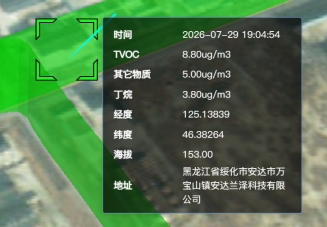 时间 2026-07-29 19:04:54
TVOC 8.80ug/m3
其它物质 5.00ug/m3
丁烷 3.80ug/m3
经度 125.13839
纬度 46.38264
海拔 153.00
地址 黑龙江省绥化市安达市万
宝山镇安达兰泽科技有限
公司